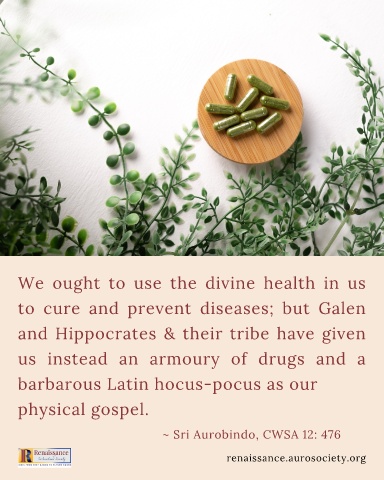 We ought to use the divine health in us
to cure and prevent diseases; but Galen
and Hippocrates & their tribe have given
us instead an armoury of drugs and a
barbarous Latin hocus-pocus as our
physical gospel.
~ Sri Aurobindo, CWSA 12: 476
Renaissance
renaissance.aurosociety.org